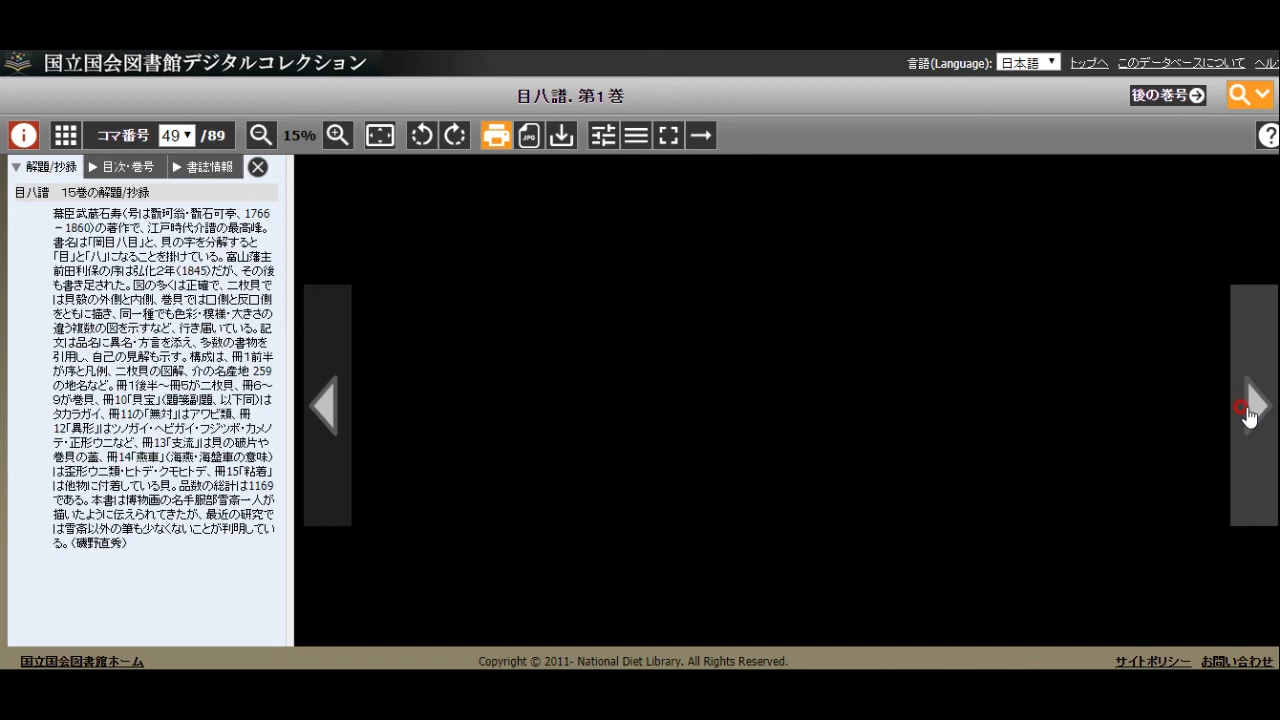 国立国会図書館デジタルコレクション
言語(Language): 日本語 トップへ このデータベースについて ヘル
目八譜. 第1巻
後の巻号
コマ番号 49 /89 15% JPG
解題/抄録 目次・巻号 書誌情報
目八譜 15巻の解題/抄録
幕臣武蔵石寿(号は翫珂翁・翫石可亭、1766
-1860)の著作で、江戸時代介譜の最高峰。
書名は「岡目八目」と、貝の字を分解すると
「目」と「八」になることを掛けている。富山藩主
前田利保の序は弘化2年(1845)だが、その後
も書き足された。図の多くは正確で、二枚貝で
は貝殻の外側と内側、巻貝では口側と反口側
をともに描き、同一種でも色彩・模様・大きさの
違う複数の図を示すなど、行き届いている。記
文は品名に異名・方言を添え、多数の書物を
引用し、自己の見解も示す。構成は、冊1前半
が序と凡例、二枚貝の図解、介の名産地 259
の地名など。冊1後半～冊5が二枚貝、冊6～
9が巻貝、冊10「貝宝」(題箋副題、以下同)は
タカラガイ、冊11の「無対」はアワビ類、冊
12「異形」はツノガイ・ヘビガイ・フジツボ・カメノ
テ・正形ウニなど、冊13「支流」は貝の破片や
巻貝の蓋、冊14「燕車」(海燕・海盤車の意味)
は歪形ウニ類・ヒトデ・クモヒトデ、冊15「粘着」
は他物に付着している貝。品数の総計は1169
である。本書は博物画の名手服部雪斎一人が
描いたように伝えられてきたが、最近の研究で
は雪斎以外の筆も少なくないことが判明してい
る。(磯野直秀)
国立国会図書館ホーム
Copyright © 2011- National Diet Library. All Rights Reserved.
サイトポリシー お問い合わせ